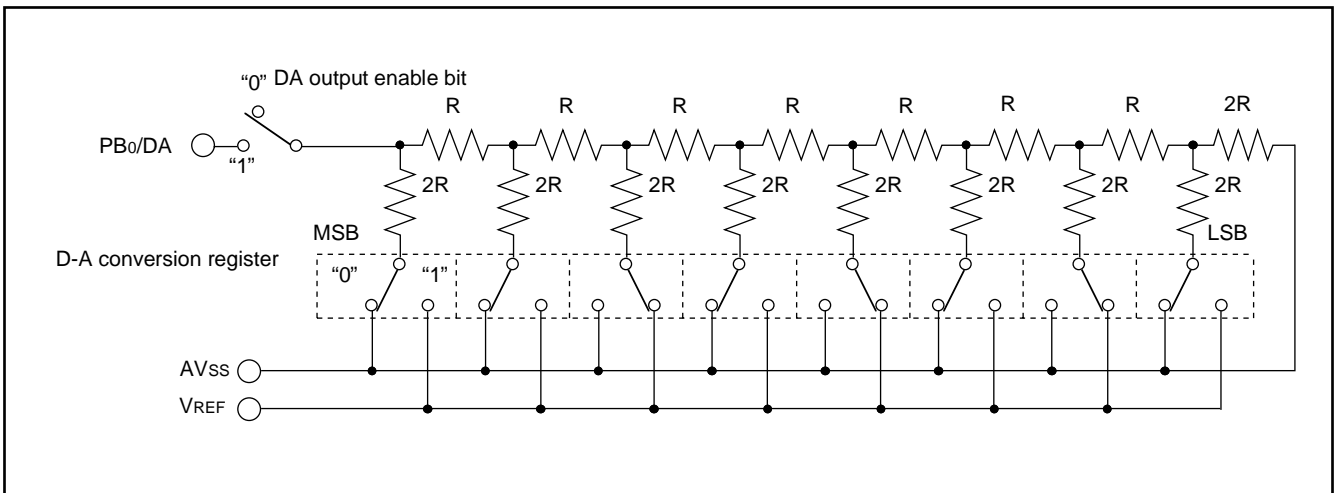 “0” DA output enable bit
R R R R R R R 2R
PB0/DA
“1”
2R 2R 2R 2R 2R 2R 2R 2R
MSB LSB
D-A conversion register
“0” “1”
AVSS
VREF